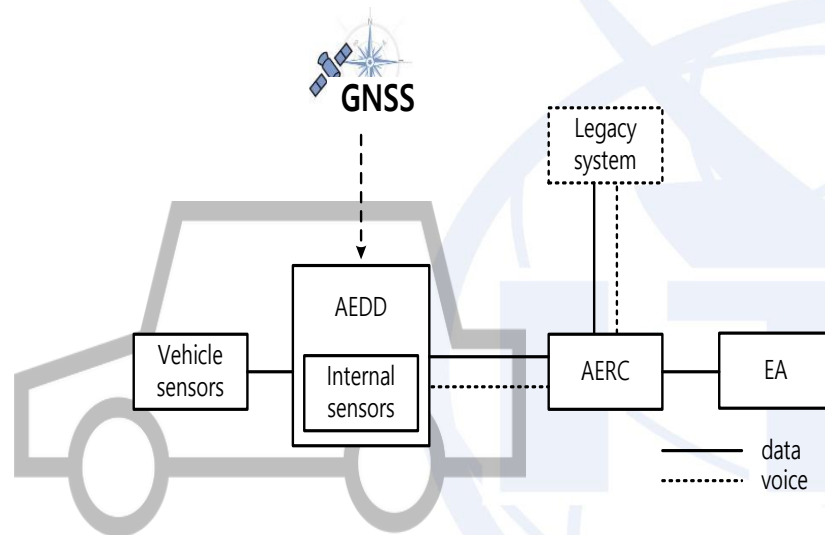 GNSS
Legacy
system
AEDD
Vehicle
sensors
Internal
sensors
AERC
EA
data
voice